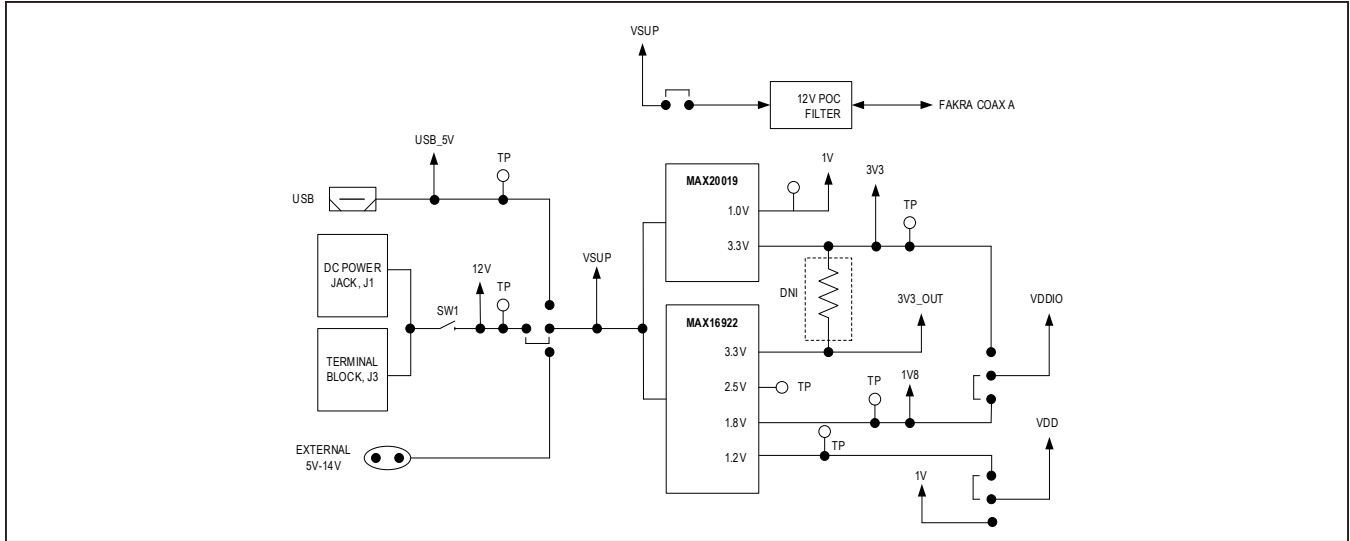 VSUP
12V POC
FILTER
FAKRA COAX A
USB_5V
TP
USB
MAX20019
1V
3V3
TP
1.0V
3.3V
DC POWER
JACK, J1
12V
TP
VSUP
SW1
DNI
3V3_OUT
VDDIO
MAX16922
TERMINAL
BLOCK, J3
3.3V
2.5V
TP
TP
1V8
1.8V
VDD
TP
1.2V
EXTERNAL
5V-14V
1V